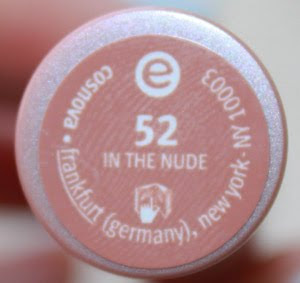 e
52
IN THE NUDE
cosnova • frankfurt (germany), new york - NY 10003